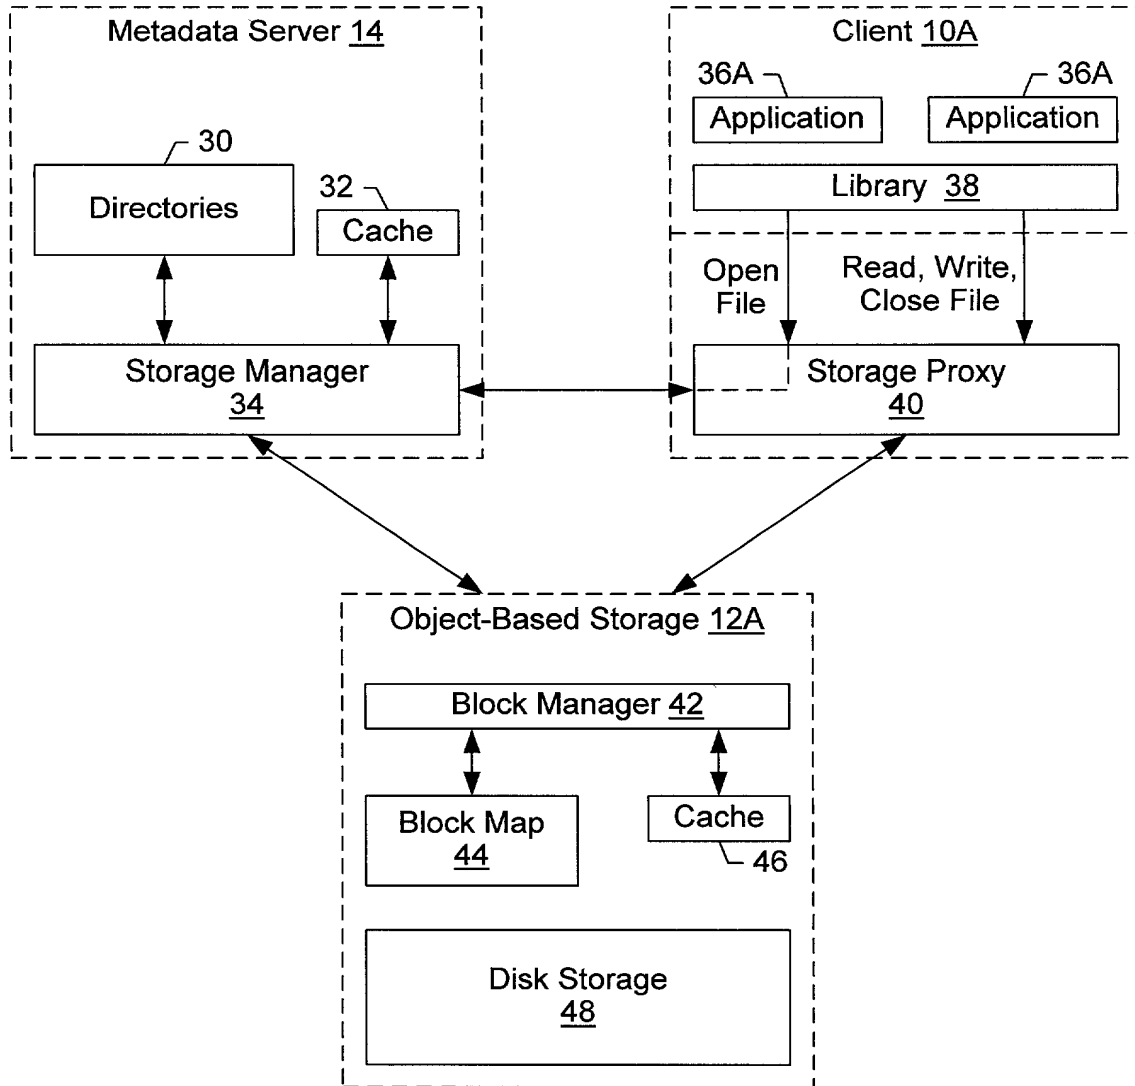 Metadata Server 14
30
Directories
32
Cache
Storage Manager
34
Client 10A
36A
36A
Application
Application
Library 38
Open
File
Read, Write,
Close File
Storage Proxy
40
Object-Based Storage 12A
Block Manager 42
Block Map
44
Cache
46
Disk Storage
48